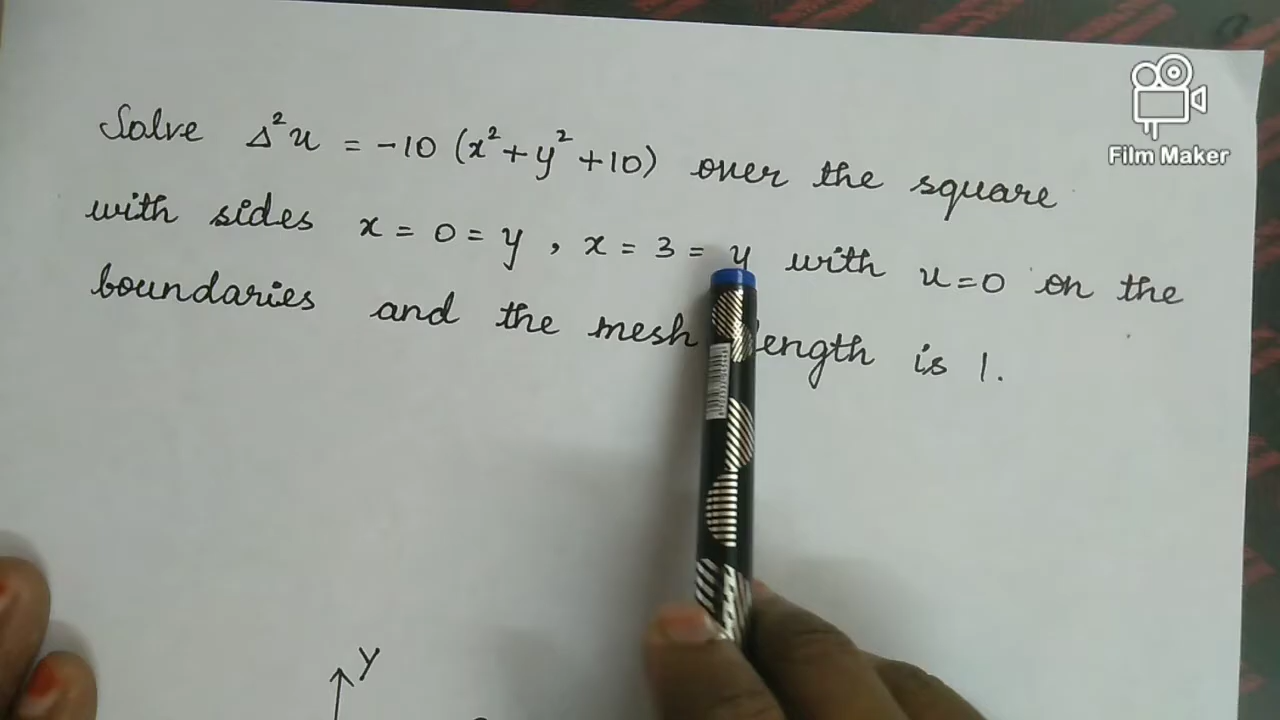 Solve Δ²u = -10 (x²+y²+10) over the square
with sides x = 0 = y , x = 3 = y with u=0 on the
boundaries and the mesh length is 1.
Y
Film Maker